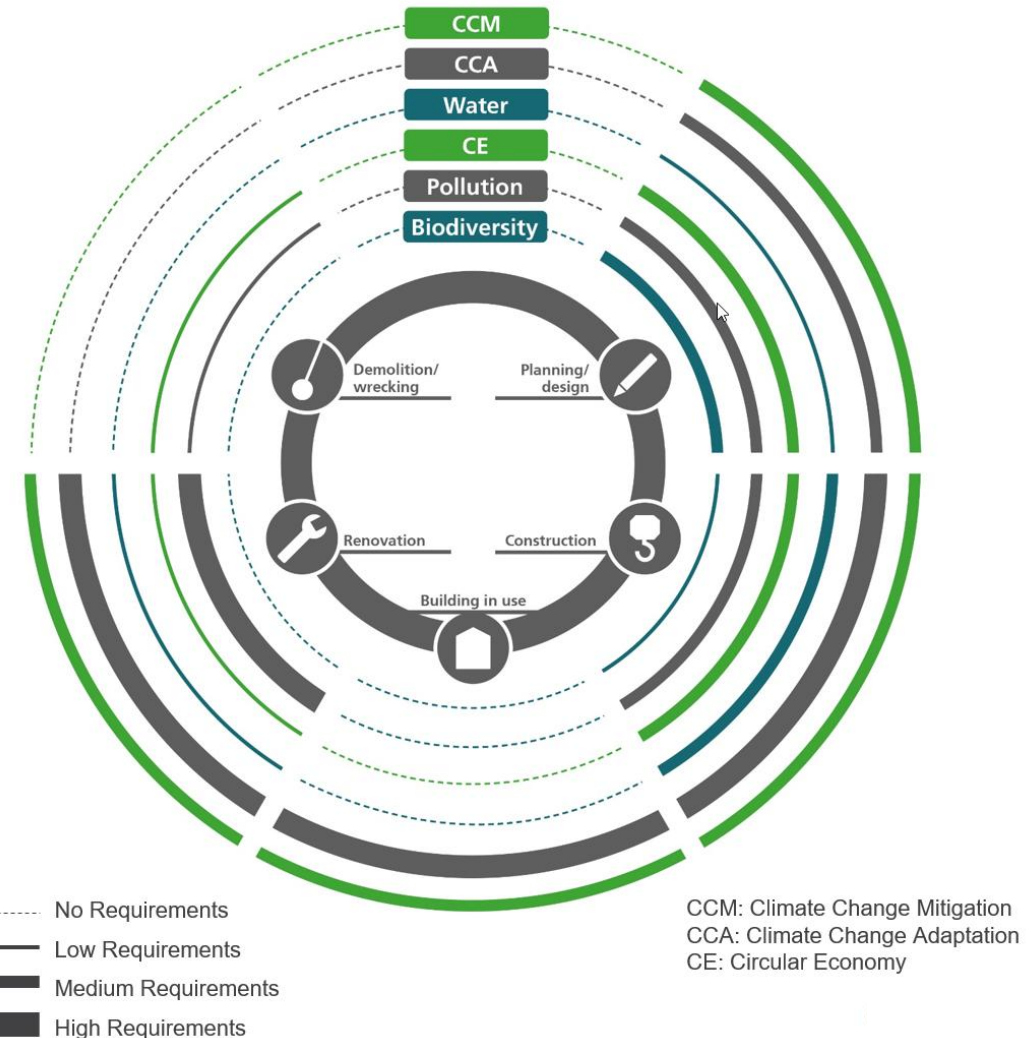 CCM
CCA
Water
CE
Pollution
Biodiversity
Demolition/
wrecking
Planning/
design
Renovation
Construction
Building in use
No Requirements
Low Requirements
Medium Requirements
High Requirements
CCM: Climate Change Mitigation
CCA: Climate Change Adaptation
CE: Circular Economy